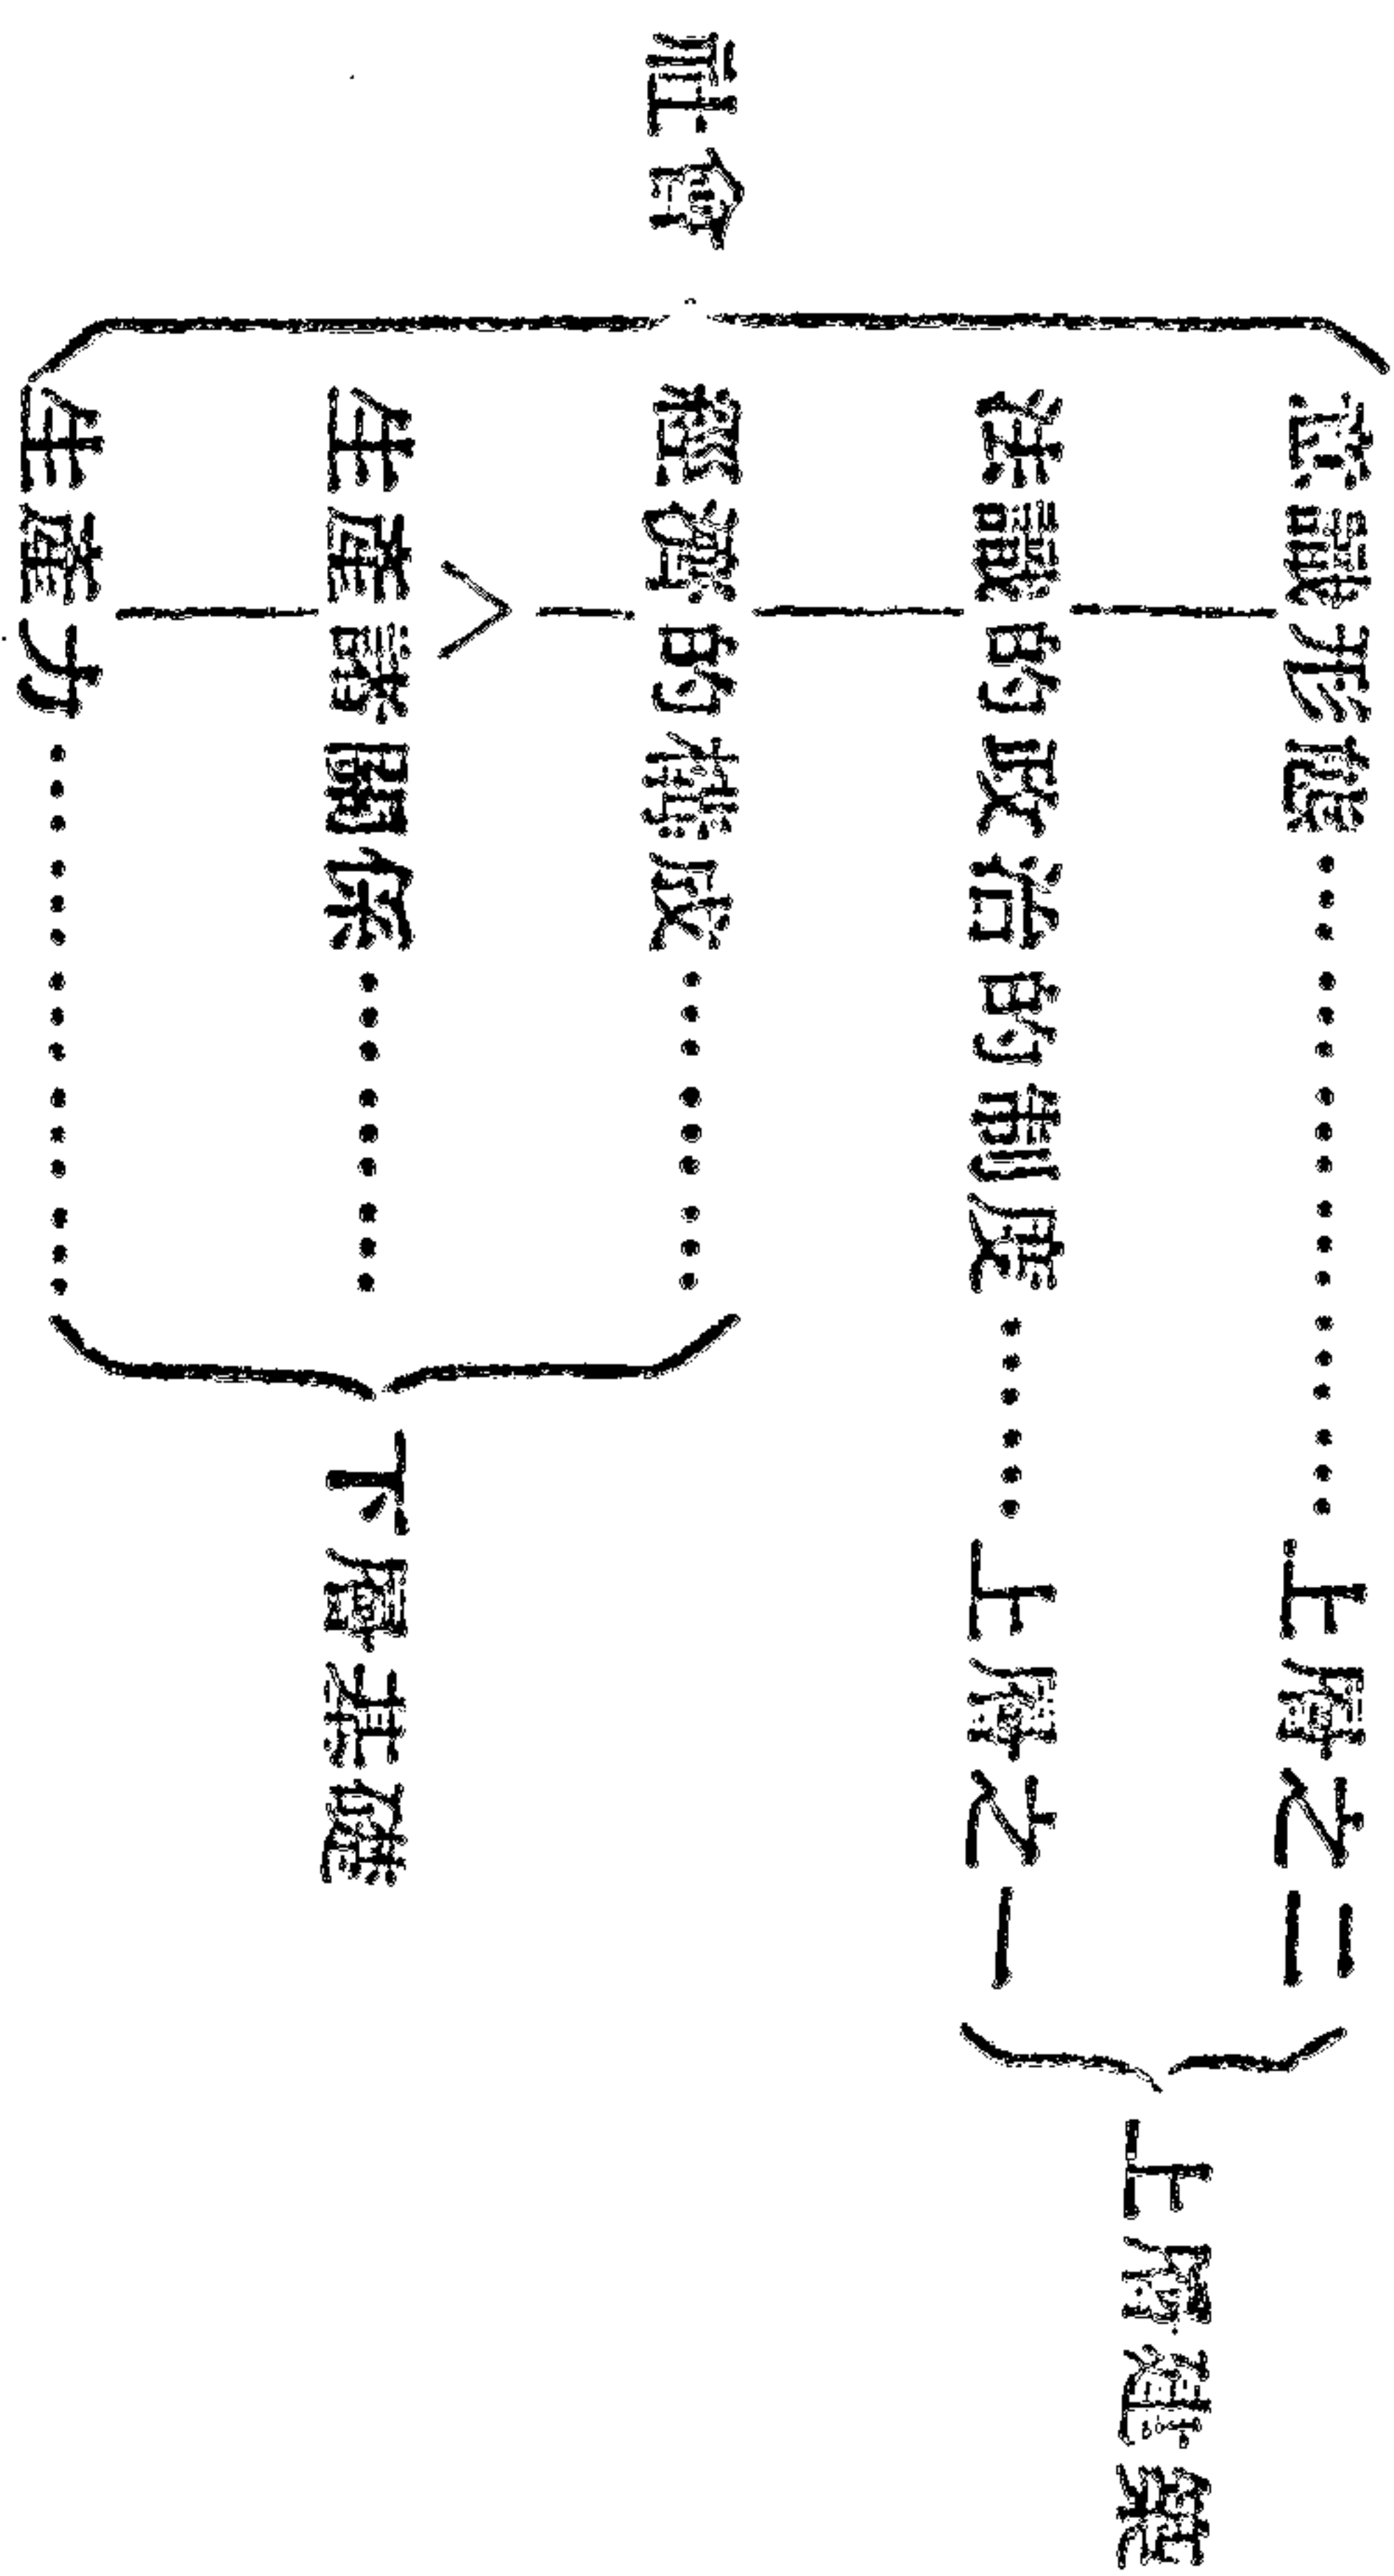 意識形態………………上層之二
法識的政治的制度……上層之一
上層建築
社會
經濟的構成………
生產諸關係………
下層基礎
生產力……………